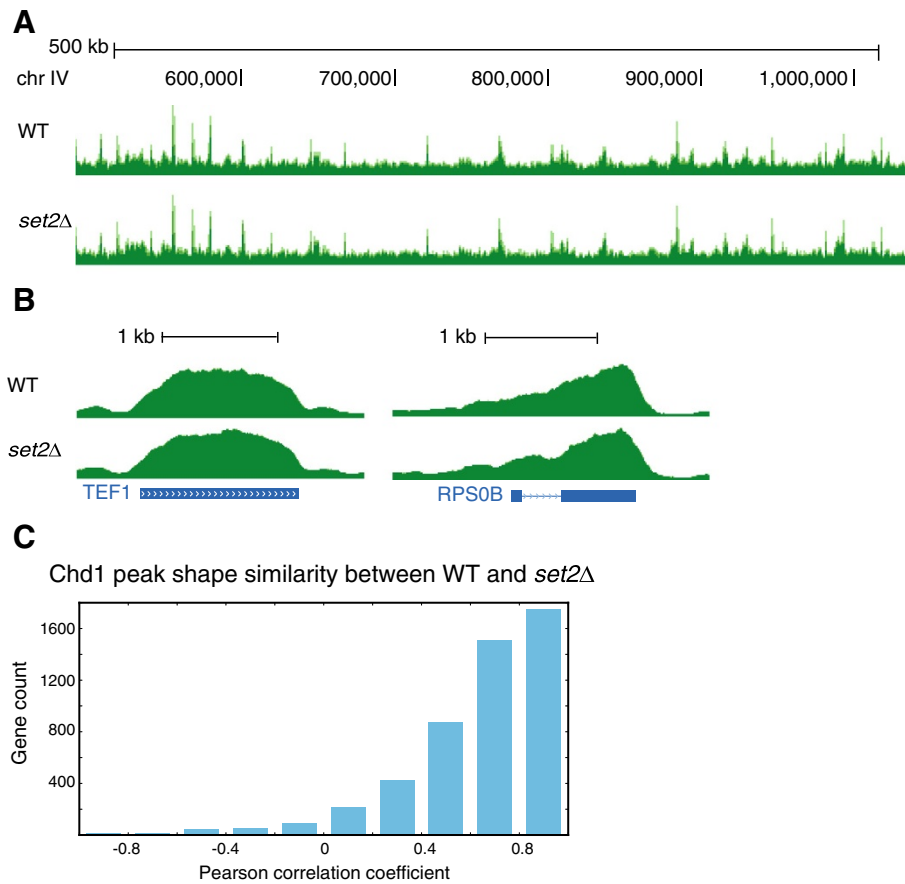 A
500 kb
chr IV 600,000 700,000 800,000 900,000 1,000,000
WT
set2Δ
B
1 kb 1 kb
WT
set2Δ
TEF1 RPS0B
C
Chd1 peak shape similarity between WT and set2Δ
1600
1200
800
400
Gene count
-0.8 -0.4 0 0.4 0.8
Pearson correlation coefficient